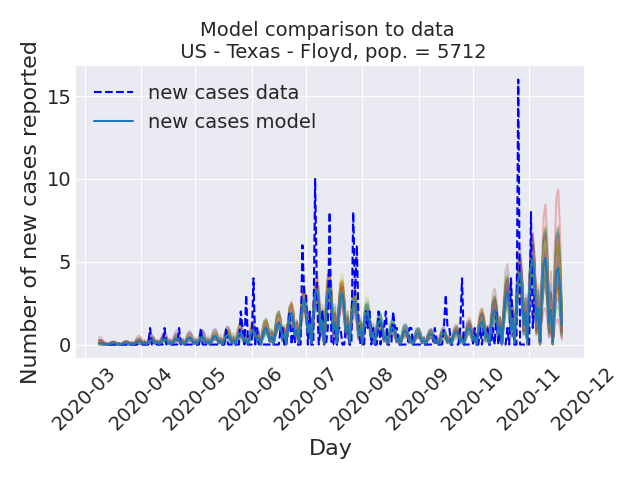 Model comparison to data
US - Texas - Floyd, pop. = 5712
Number of new cases reported
15
10
5
0
new cases data
new cases model
2020-03
2020-04
2020-05
2020-06
2020-07
2020-08
2020-09
2020-10
2020-11
2020-12
Day